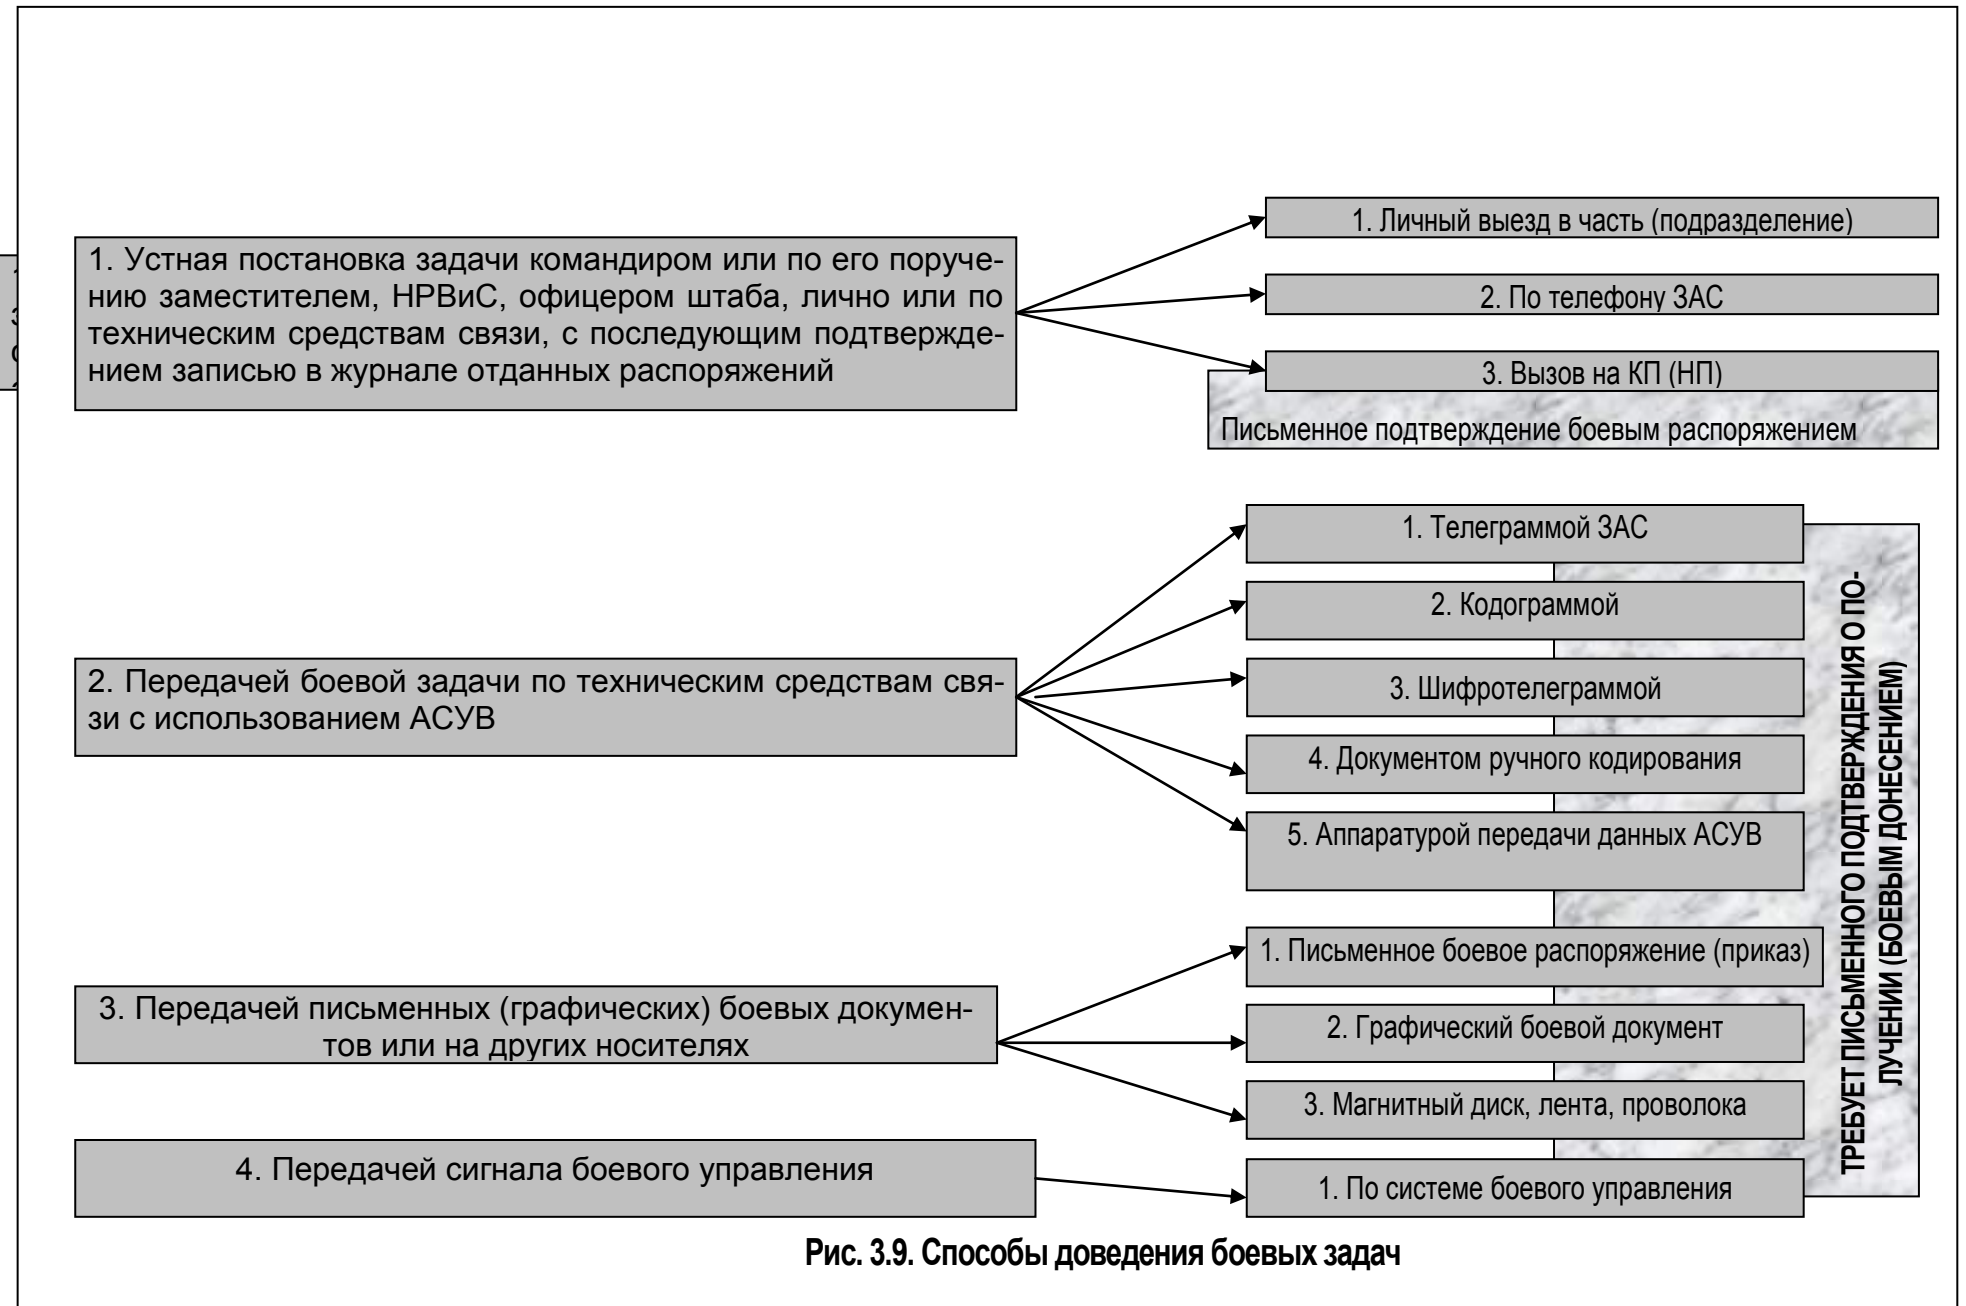 1. Устная постановка задачи командиром или по его поруче-
нию заместителем, НРВиС, офицером штаба, лично или по
техническим средствам связи, с последующим подтвержде-
нием записью в журнале отданных распоряжений
1. Личный выезд в часть (подразделение)
2. По телефону ЗАС
3. Вызов на КП (НП)
Письменное подтверждение боевым распоряжением
2. Передачей боевой задачи по техническим средствам свя-
зи с использованием АСУВ
1. Телеграммой ЗАС
2. Кодограммой
3. Шифротелеграммой
4. Документом ручного кодирования
5. Аппаратурой передачи данных АСУВ
3. Передачей письменных (графических) боевых докумен-
тов или на других носителях
1. Письменное боевое распоряжение (приказ)
2. Графический боевой документ
3. Магнитный диск, лента, проволока
4. Передачей сигнала боевого управления
1. По системе боевого управления
ТРЕБУЕТ ПИСЬМЕННОГО ПОДТВЕРЖДЕНИЯ О ПО-
ЛУЧЕНИИ (БОЕВЫМ ДОНЕСЕНИЕМ)
Рис. 3.9. Способы доведения боевых задач